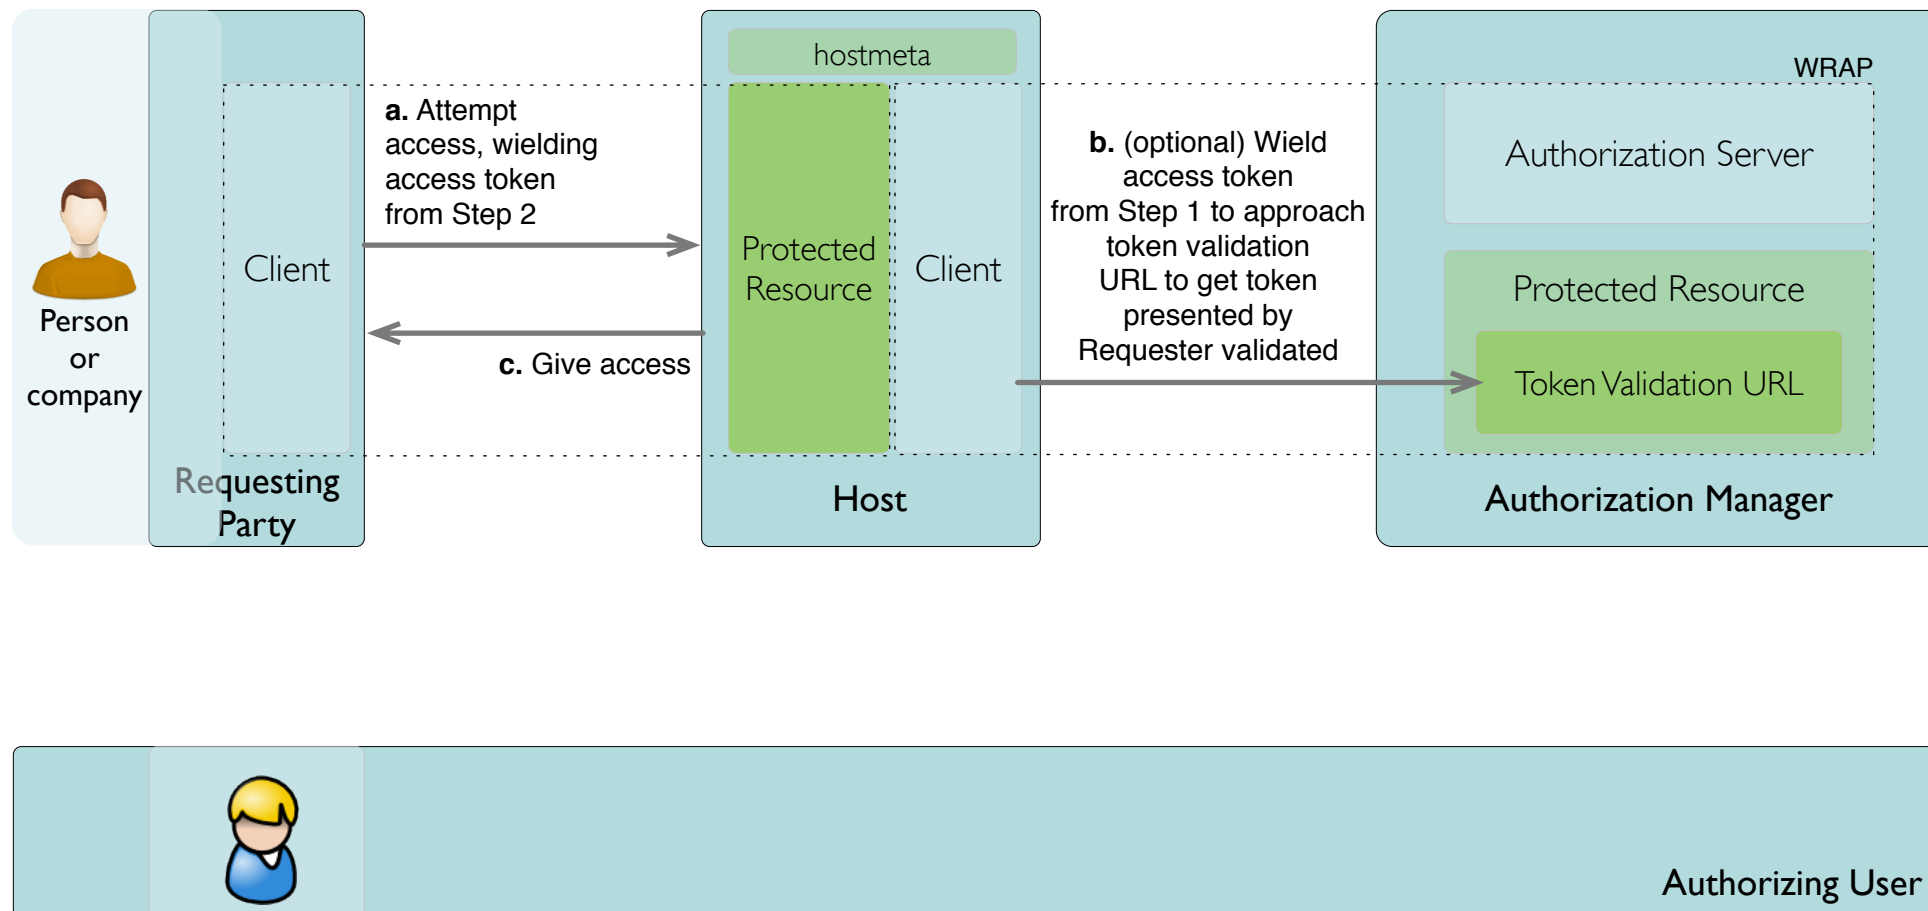 hostmeta
WRAP
a. Attempt
access, wielding
access token
from Step 2
b. (optional) Wield
access token
from Step 1 to approach
token validation
URL to get token
presented by
Requester validated
Authorization Server
Client
Protected
Resource
Client
Protected Resource
Token Validation URL
c. Give access
Person
or
company
Requesting
Party
Host
Authorization Manager
Authorizing User